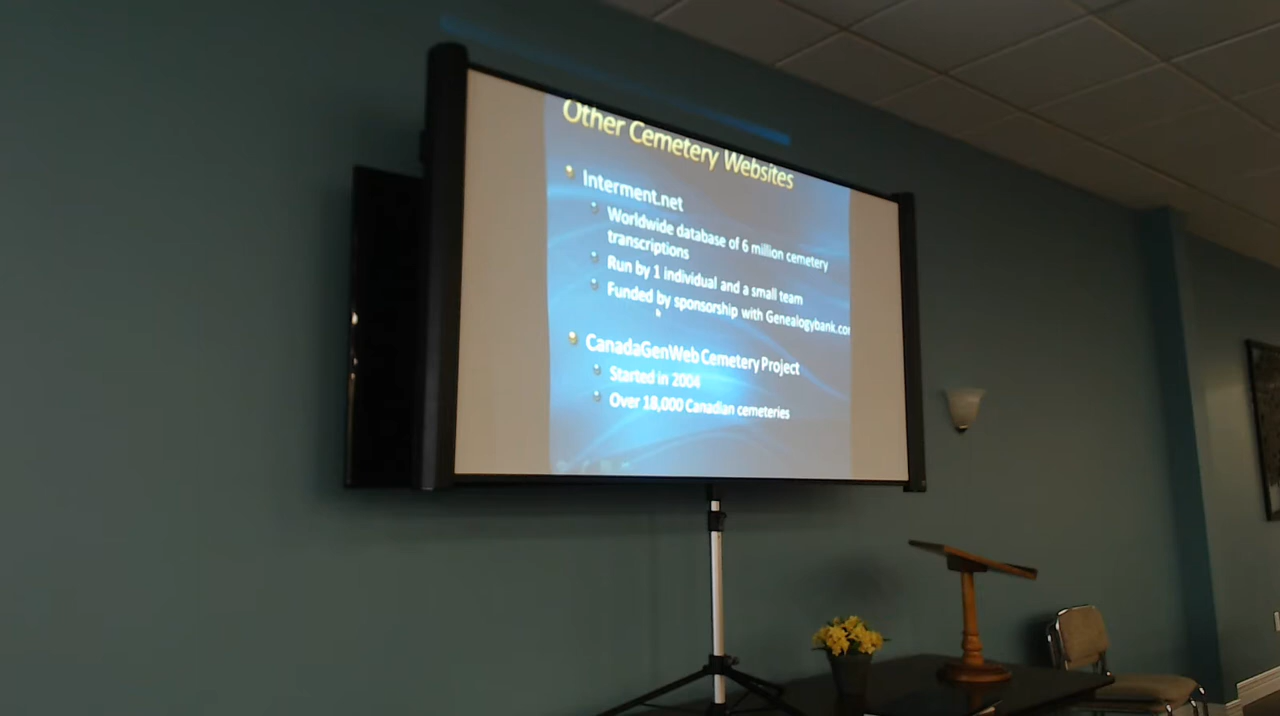 Other Cemetery Websites
Interment.net
Worldwide database of 6 million cemetery
transcriptions
Run by 1 individual and a small team
Funded by sponsorship with Genealogybank.com
CanadaGenWeb Cemetery Project
Started in 2004
Over 18,000 Canadian cemeteries